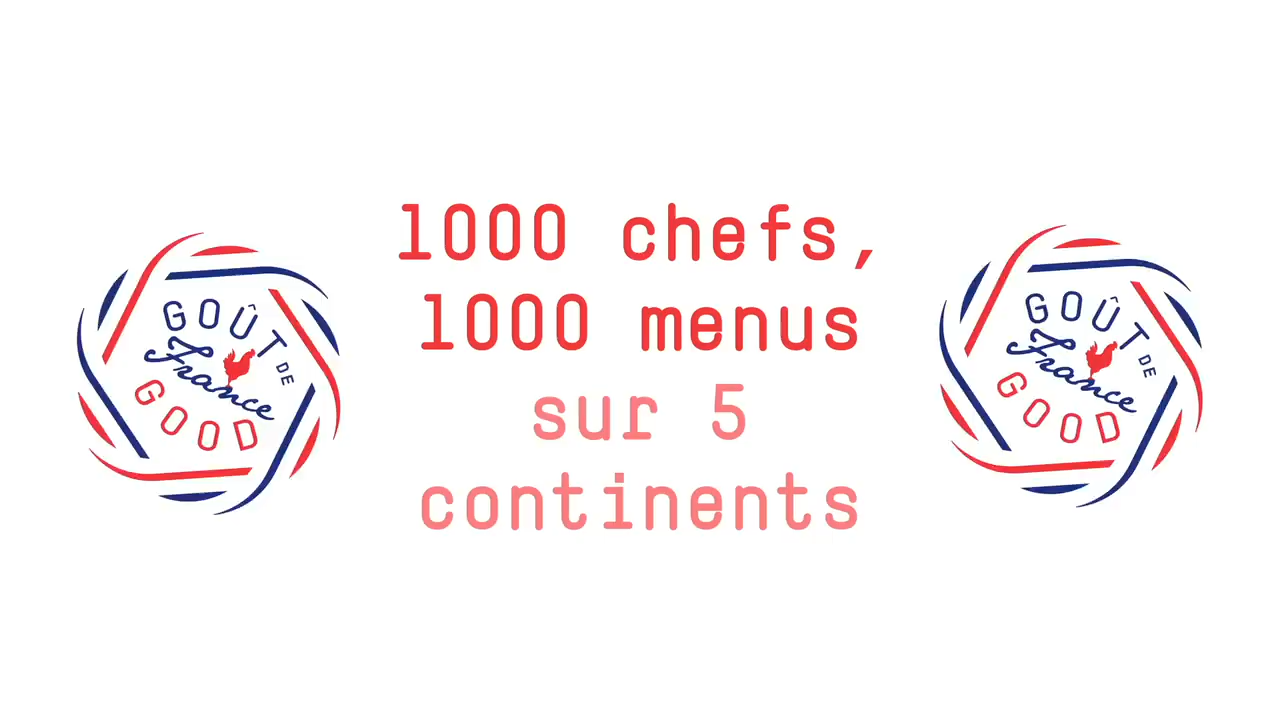 GOÛT DE
France
GOOD
1000 chefs,
1000 menus
sur 5
continents
GOÛT DE
France
GOOD